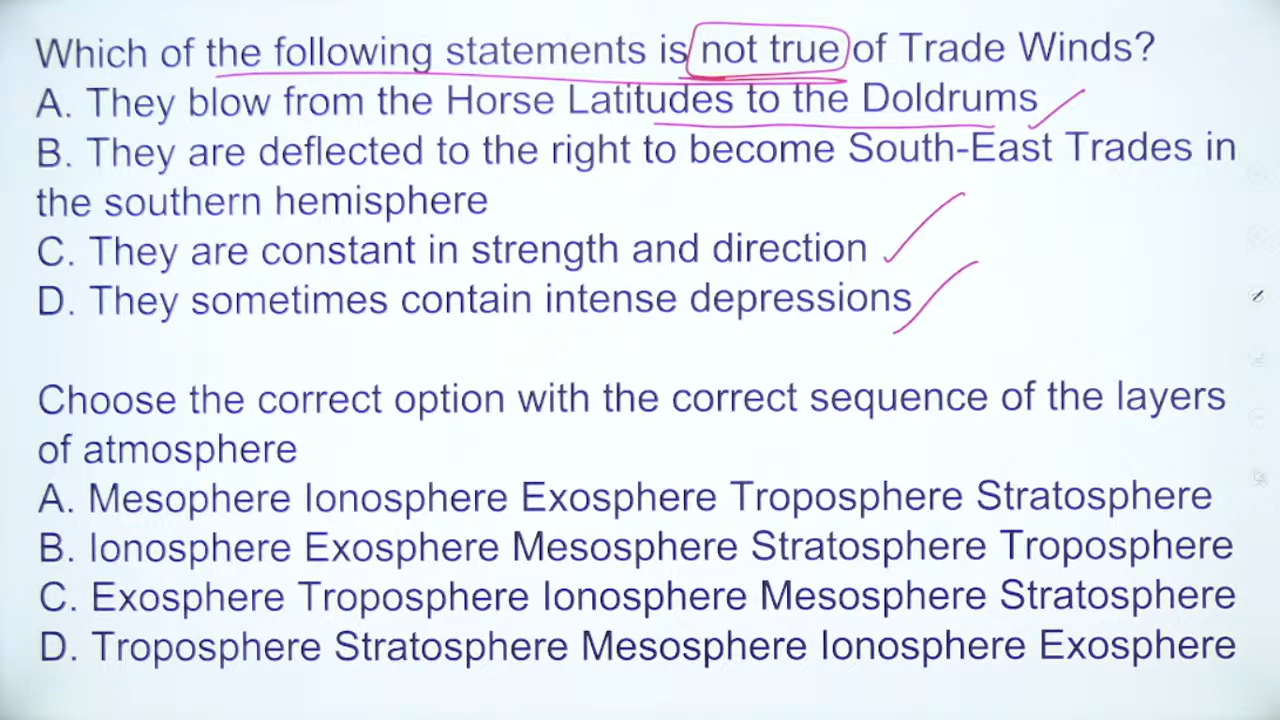 Which of the following statements is not true of Trade Winds?
A. They blow from the Horse Latitudes to the Doldrums
B. They are deflected to the right to become South-East Trades in
the southern hemisphere
C. They are constant in strength and direction
D. They sometimes contain intense depressions
Choose the correct option with the correct sequence of the layers
of atmosphere
A. Mesophere Ionosphere Exosphere Troposphere Stratosphere
B. Ionosphere Exosphere Mesosphere Stratosphere Troposphere
C. Exosphere Troposphere Ionosphere Mesosphere Stratosphere
D. Troposphere Stratosphere Mesosphere Ionosphere Exosphere